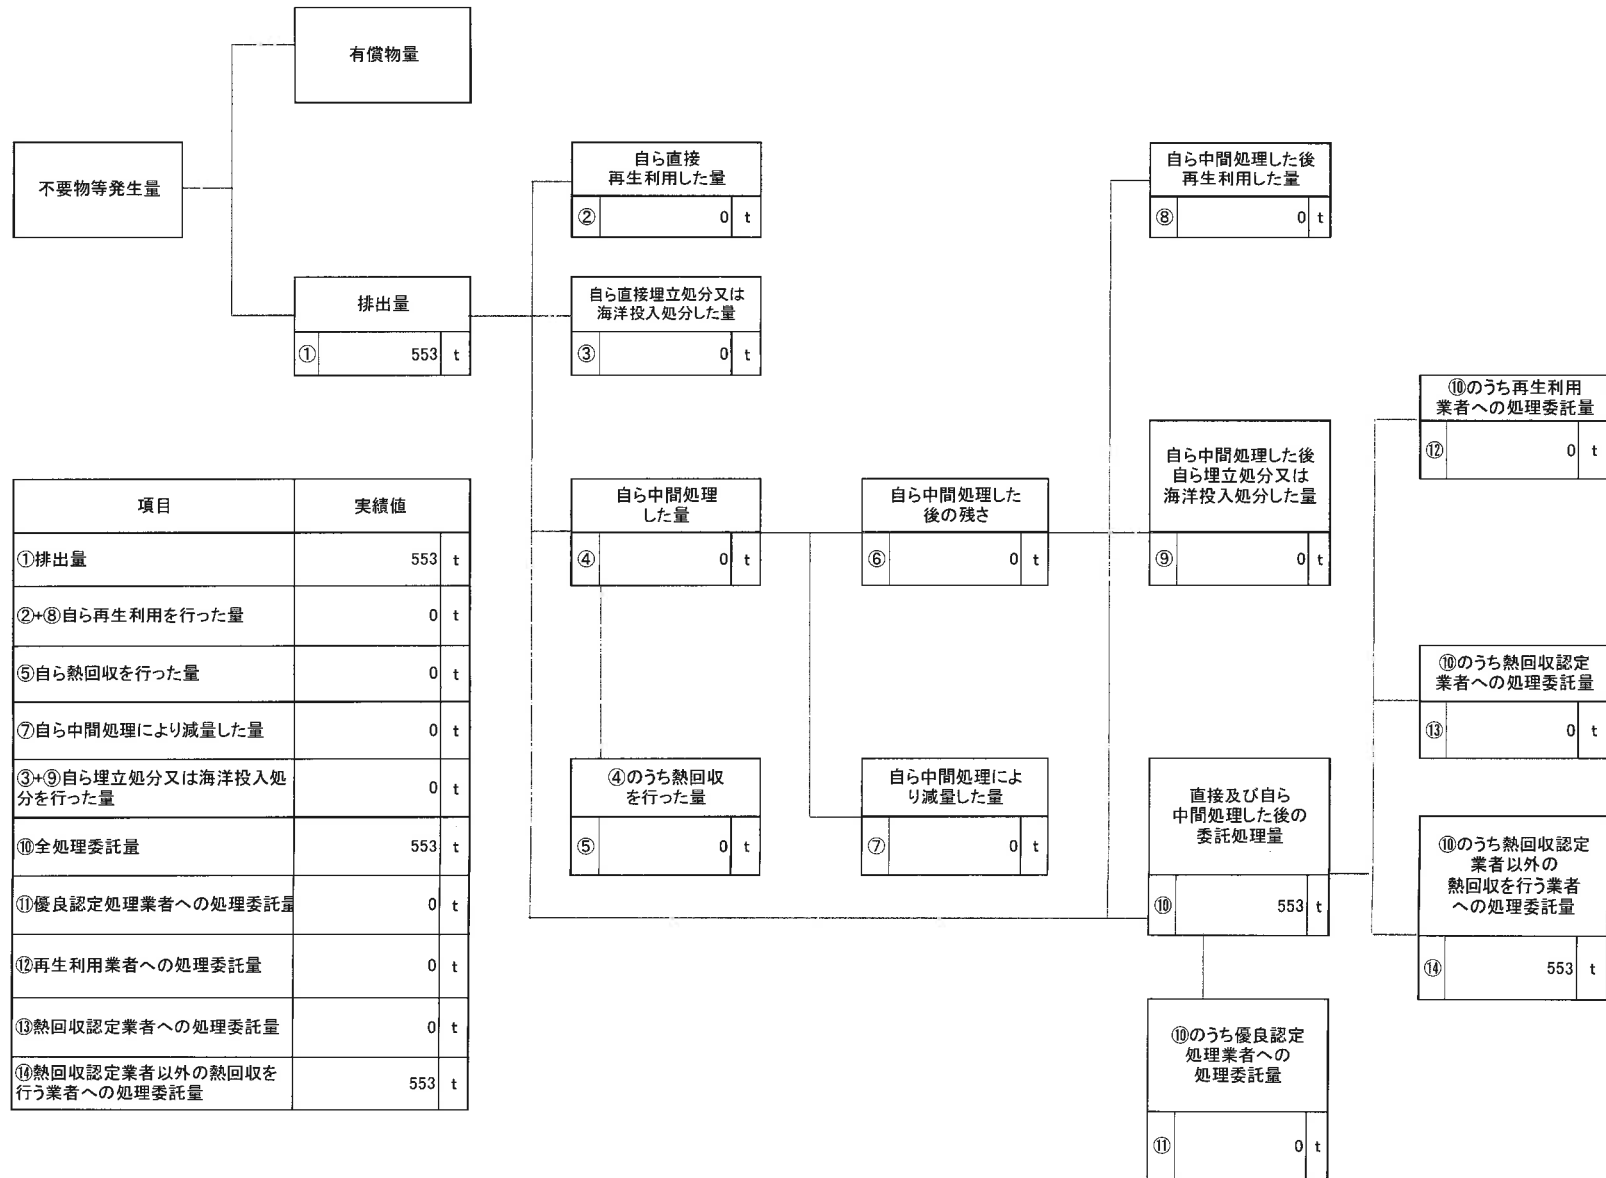 有償物量
不要物等発生量
排出量
① 553 t
自ら直接
再生利用した量
② 0 t
自ら直接埋立処分又は
海洋投入処分した量
③ 0 t
自ら中間処理
した量
④ 0 t
④のうち熱回収
を行った量
⑤ 0 t
自ら中間処理した
後の残さ
⑥ 0 t
自ら中間処理によ
り減量した量
⑦ 0 t
自ら中間処理した後
再生利用した量
⑧ 0 t
自ら中間処理した後
自ら埋立処分又は
海洋投入処分した量
⑨ 0 t
直接及び自ら
中間処理した後の
委託処理量
⑩ 553 t
⑩のうち優良認定
処理業者への
処理委託量
⑪ 0 t
⑩のうち再生利用
業者への処理委託量
⑫ 0 t
⑩のうち熱回収認定
業者への処理委託量
⑬ 0 t
⑩のうち熱回収認定
業者以外の
熱回収を行う業者
への処理委託量
⑭ 553 t
項目 実績値
①排出量 553 t
②+⑧自ら再生利用を行った量 0 t
⑤自ら熱回収を行った量 0 t
⑦自ら中間処理により減量した量 0 t
③+⑨自ら埋立処分又は海洋投入処
分を行った量 0 t
⑩全処理委託量 553 t
⑪優良認定処理業者への処理委託量 0 t
⑫再生利用業者への処理委託量 0 t
⑬熱回収認定業者への処理委託量 0 t
⑭熱回収認定業者以外の熱回収を
行う業者への処理委託量 553 t